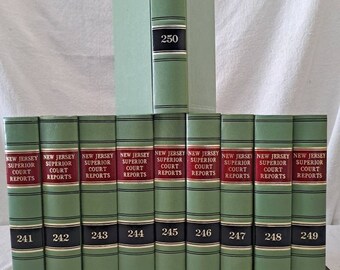 250
NEW JERSEY
SUPERIOR
COURT
REPORTS
241
NEW JERSEY
SUPERIOR
COURT
REPORTS
242
NEW JERSEY
SUPERIOR
COURT
REPORTS
243
NEW JERSEY
SUPERIOR
COURT
REPORTS.
244
NEW JERSEY
SUPERIOR
COURT
REPORTS
245
NEW JERSEY
SUPERIOR
COURT
REPORTS
246
NEW JERSEY
SUPERIOR
COURT
REPORTS
247
NEW JERSEY
SUPERIOR
COURT
REPORTS
248
NEW JERSEY
SUPERIOR
COURT
REPORTS
249